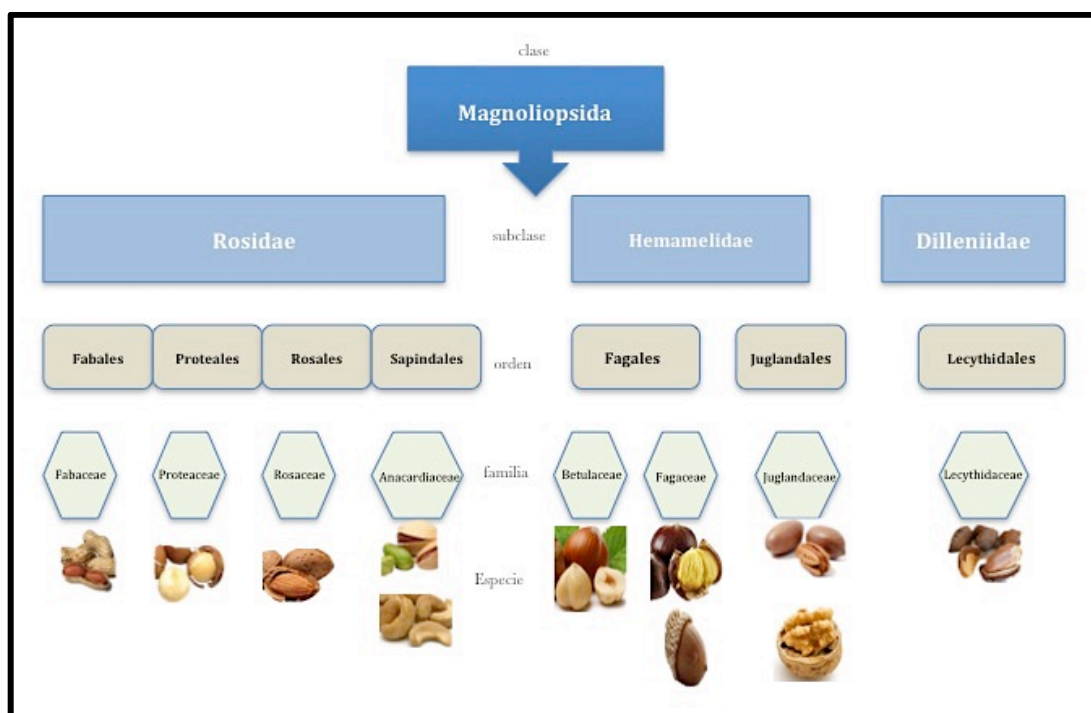 clase
Magnoliopsida
Rosidae
subclase
Hemamelidae
Dilleniidae
Fabales
Proteales
Rosales
Sapindales
orden
Fagales
Juglandales
Lecythidales
Fabaceae
Proteaceae
Rosaceae
Anacardiaceae
familia
Betulaceae
Fagaceae
Juglandaceae
Lecythidaceae
Especie